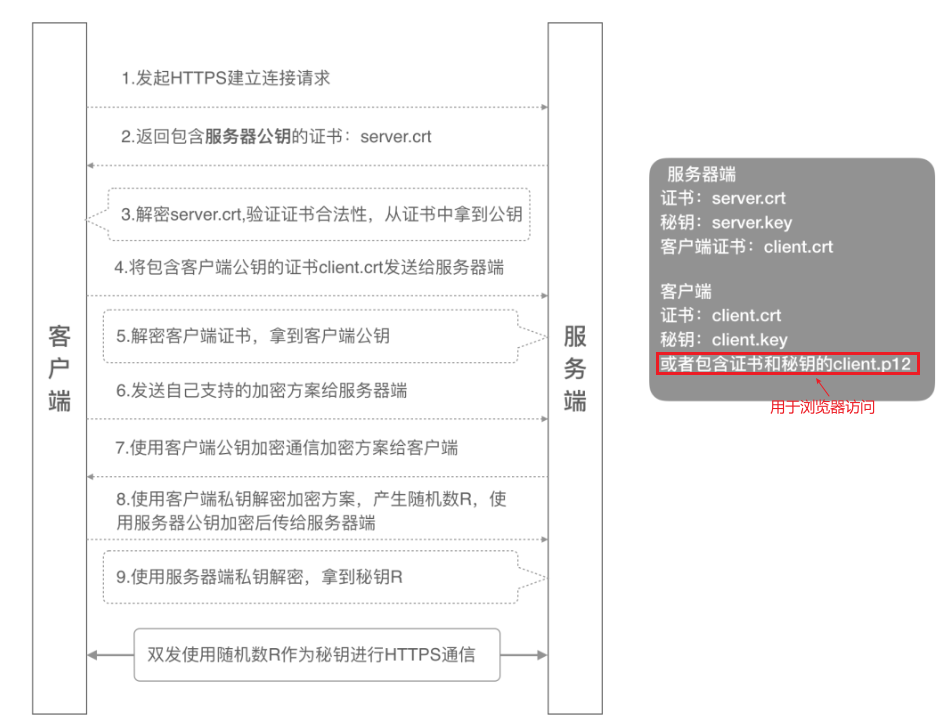 1.发起HTTPS建立连接请求
2.返回包含服务器公钥的证书：server.crt
3.解密server.crt,验证证书合法性，从证书中拿到公钥
4.将包含客户端公钥的证书client.crt发送给服务器端
客户端
5.解密客户端证书，拿到客户端公钥
服务端
6.发送自己支持的加密方案给服务器端
7.使用客户端公钥加密通信加密方案给客户端
8.使用客户端私钥解密加密方案，产生随机数R，使
用服务器公钥加密后传给服务器端
9.使用服务器端私钥解密，拿到秘钥R
双发使用随机数R作为秘钥进行HTTPS通信
服务器端
证书：server.crt
秘钥：server.key
客户端证书：client.crt
客户端
证书：client.crt
秘钥：client.key
或者包含证书和秘钥的client.p12
用于浏览器访问